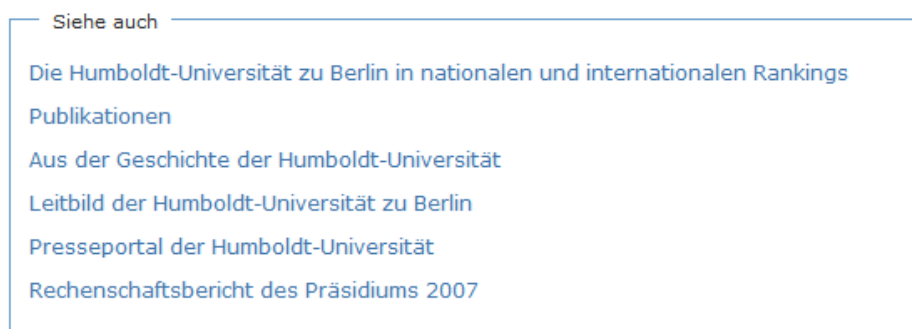 Siehe auch
Die Humboldt-Universität zu Berlin in nationalen und internationalen Rankings
Publikationen
Aus der Geschichte der Humboldt-Universität
Leitbild der Humboldt-Universität zu Berlin
Presseportal der Humboldt-Universität
Rechenschaftsbericht des Präsidiums 2007